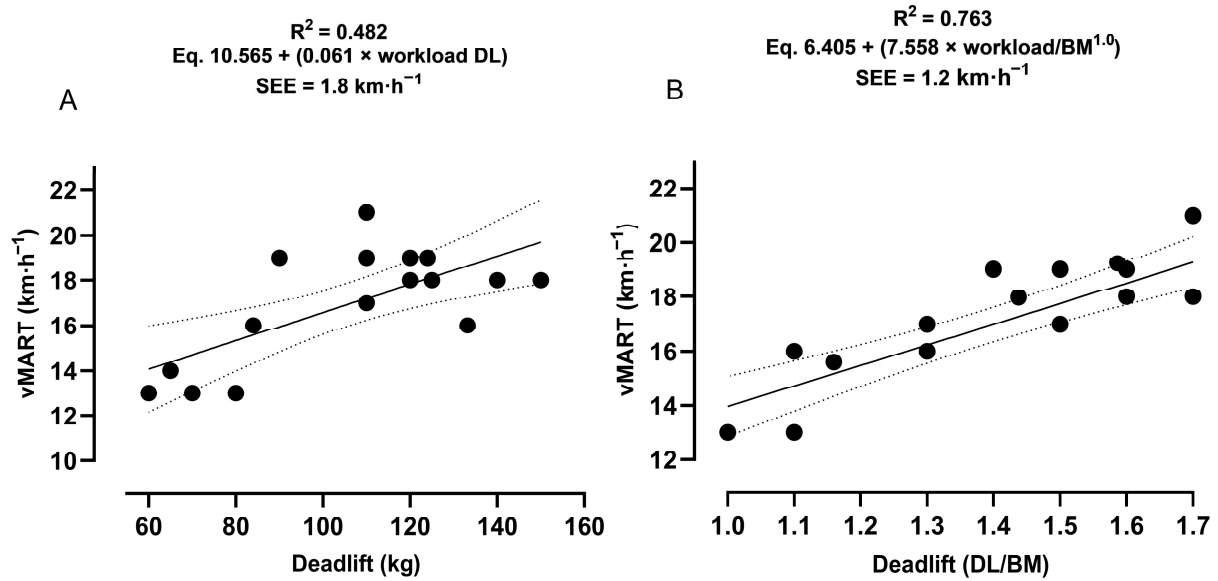 R² = 0.482
Eq. 10.565 + (0.061 × workload DL)
SEE = 1.8 km·h⁻¹
A
22
20
18
16
14
12
10
vMART (km·h⁻¹)
60 80 100 120 140 160
Deadlift (kg)
R² = 0.763
Eq. 6.405 + (7.558 × workload/BM¹·⁰)
SEE = 1.2 km·h⁻¹
B
22
20
18
16
14
12
vMART (km·h⁻¹)
1.0 1.1 1.2 1.3 1.4 1.5 1.6 1.7
Deadlift (DL/BM)